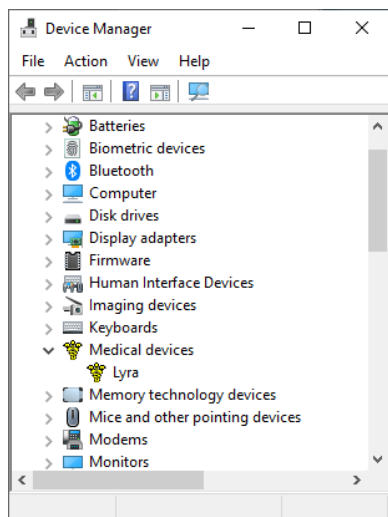 Device Manager
File Action View Help
Batteries
Biometric devices
Bluetooth
Computer
Disk drives
Display adapters
Firmware
Human Interface Devices
Imaging devices
Keyboards
Medical devices
Lyra
Memory technology devices
Mice and other pointing devices
Modems
Monitors